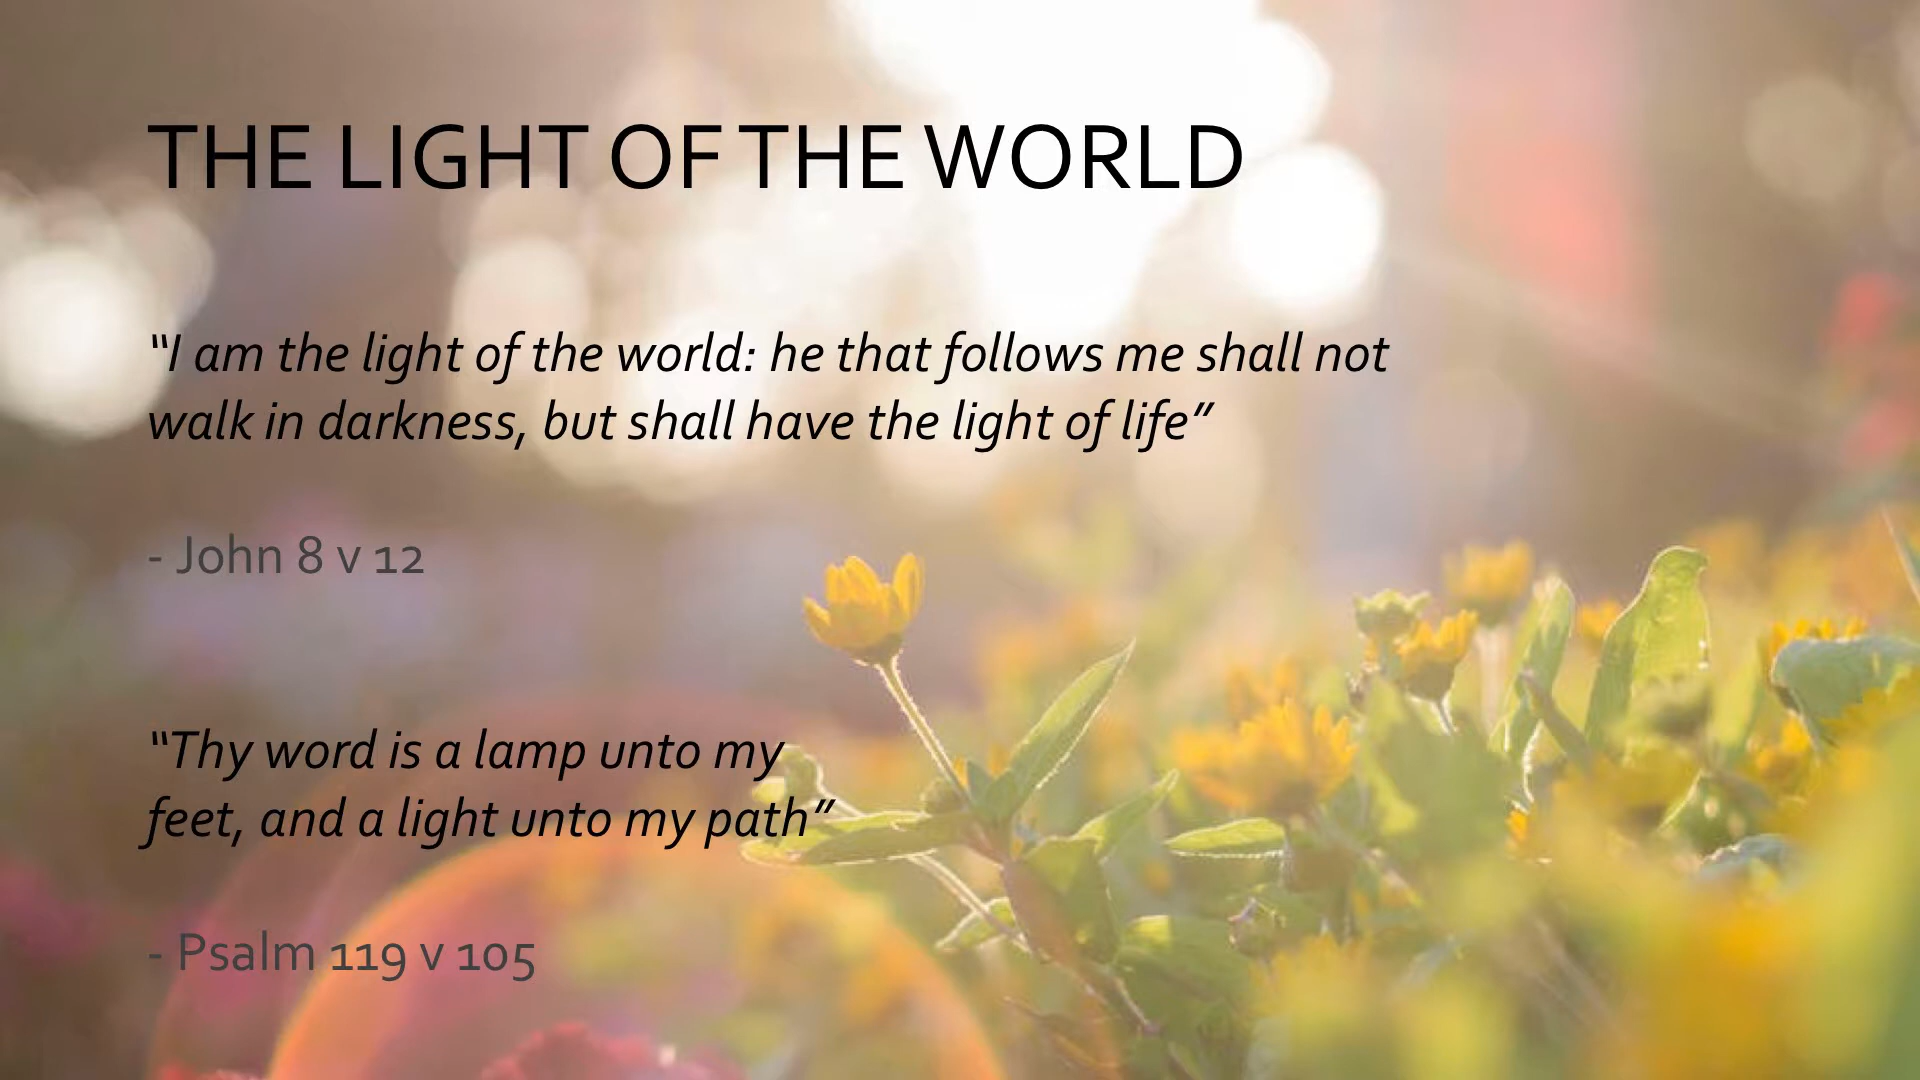 THE LIGHT OF THE WORLD
“I am the light of the world: he that follows me shall not
walk in darkness, but shall have the light of life”
- John 8 v 12
“Thy word is a lamp unto my
feet, and a light unto my path”
- Psalm 119 v 105